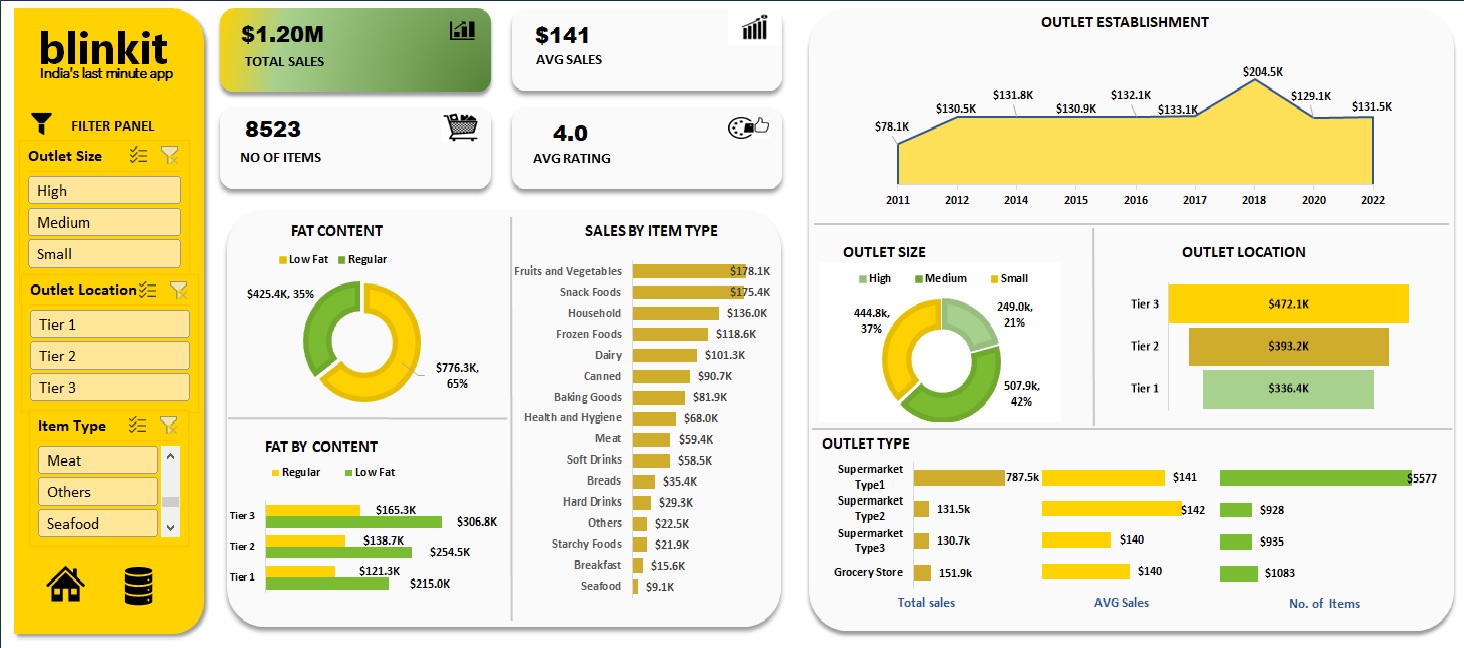 blinkit
India's last minute app
FILTER PANEL
Outlet Size
High
Medium
Small
Outlet Location
Tier 1
Tier 2
Tier 3
Item Type
Meat
Others
Seafood
$1.20M
TOTAL SALES
$141
AVG SALES
8523
NO OF ITEMS
4.0
AVG RATING
FAT CONTENT
Low Fat Regular
$425.4K, 35%
$776.3K,
65%
FAT BY CONTENT
Regular Low Fat
Tier 3 $165.3K
$306.8K
Tier 2 $138.7K
$254.5K
Tier 1 $121.3K
$215.0K
SALES BY ITEM TYPE
Fruits and Vegetables $178.1K
Snack Foods $175.4K
Household $136.0K
Frozen Foods $118.6K
Dairy $101.3K
Canned $90.7K
Baking Goods $81.9K
Health and Hygiene $68.0K
Meat $59.4K
Soft Drinks $58.5K
Breads $35.4K
Hard Drinks $29.3K
Others $22.5K
Starchy Foods $21.9K
Breakfast $15.6K
Seafood $9.1K
OUTLET ESTABLISHMENT
$78.1K $130.5K $131.8K $130.9K $132.1K $133.1K $204.5K $129.1K $131.5K
2011 2012 2014 2015 2016 2017 2018 2020 2022
OUTLET SIZE
High Medium Small
444.8k,
37%
249.0k,
21%
507.9k,
42%
OUTLET LOCATION
Tier 3 $472.1K
Tier 2 $393.2K
Tier 1 $336.4K
OUTLET TYPE
Supermarket
Type1
787.5k $141 $5577
Supermarket
Type2
131.5k $142 $928
Supermarket
Type3
130.7k $140 $935
Grocery Store 151.9k $140 $1083
Total sales AVG Sales No. of Items